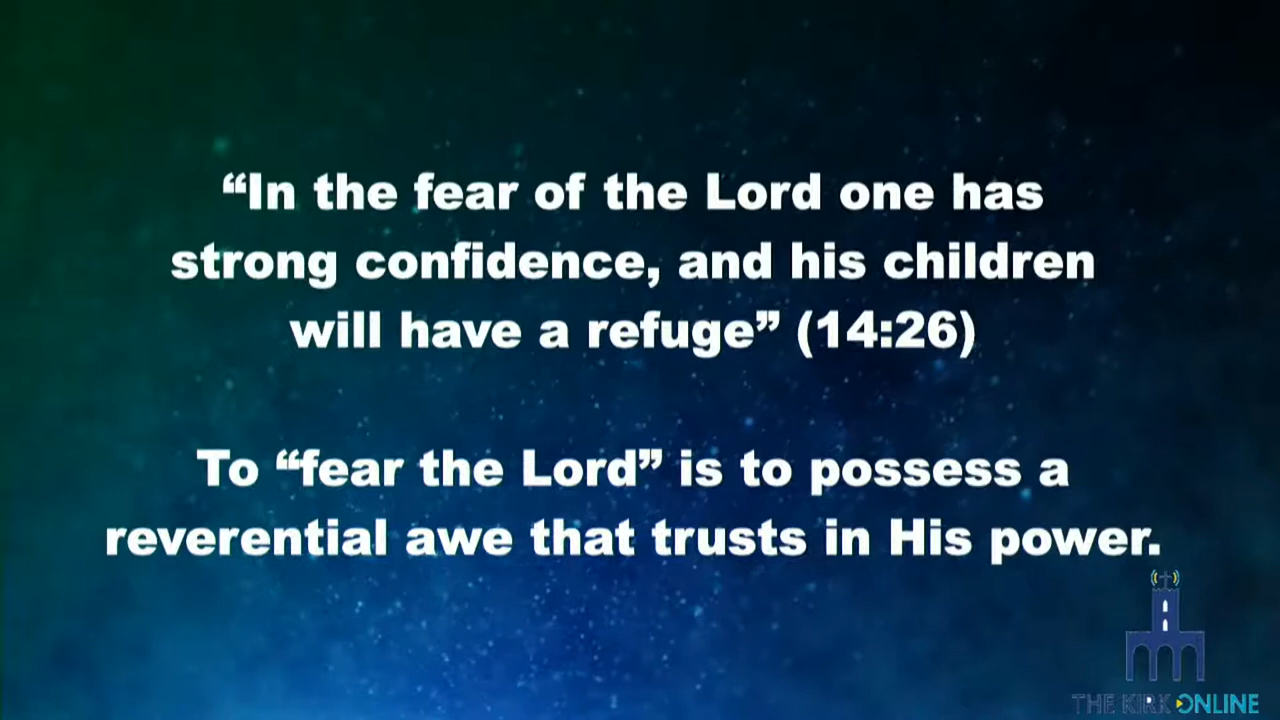 “In the fear of the Lord one has
strong confidence, and his children
will have a refuge” (14:26)
To “fear the Lord” is to possess a
reverential awe that trusts in His power.
THE KIRK ONLINE